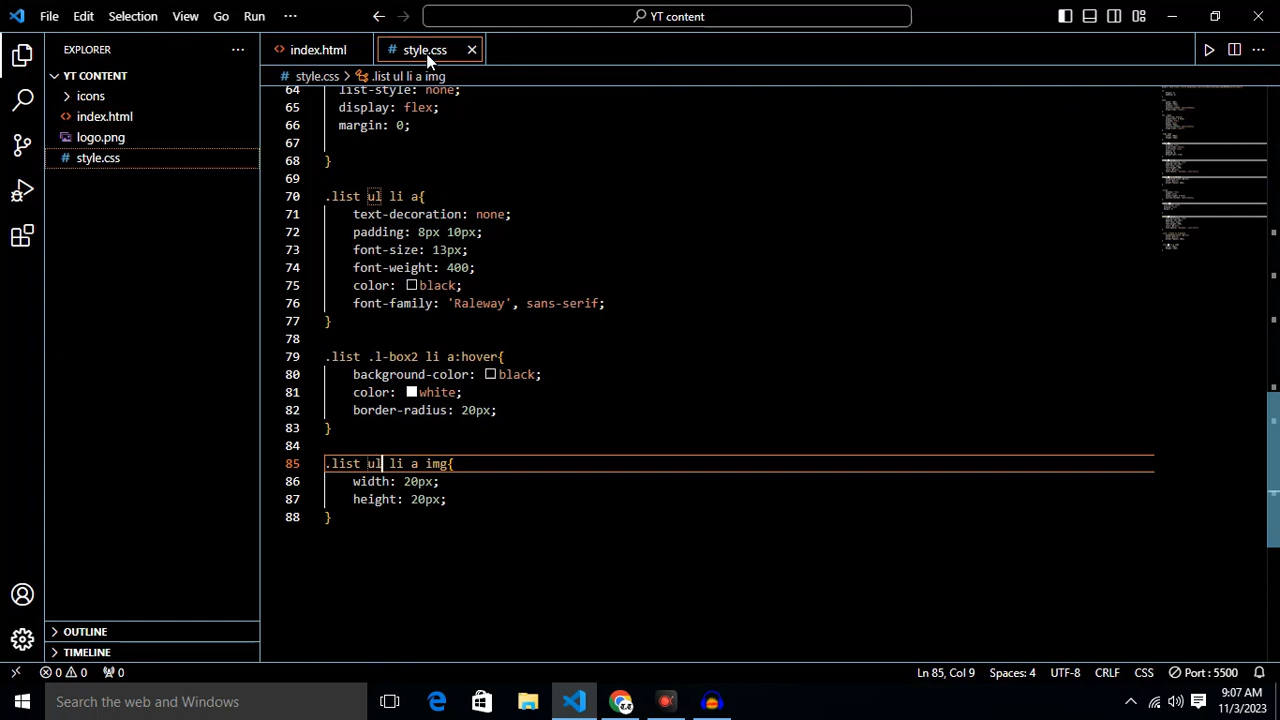 File Edit Selection View Go Run ··· YT content
EXPLORER ···
index.html
# style.css
YT CONTENT
icons
index.html
logo.png
# style.css
# style.css > .list ul li a img
64 list-style: none;
65 display: flex;
66 margin: 0;
67
68 }
69
70 .list ul li a{
71 text-decoration: none;
72 padding: 8px 10px;
73 font-size: 13px;
74 font-weight: 400;
75 color: black;
76 font-family: 'Raleway', sans-serif;
77 }
78
79 .list .l-box2 li a:hover{
80 background-color: black;
81 color: white;
82 border-radius: 20px;
83 }
84
85 .list ul li a img{
86 width: 20px;
87 height: 20px;
88 }
OUTLINE
TIMELINE
0 0 0 Ln 85, Col 9 Spaces: 4 UTF-8 CRLF CSS Port : 5500
Search the web and Windows
9:07 AM
11/3/2023